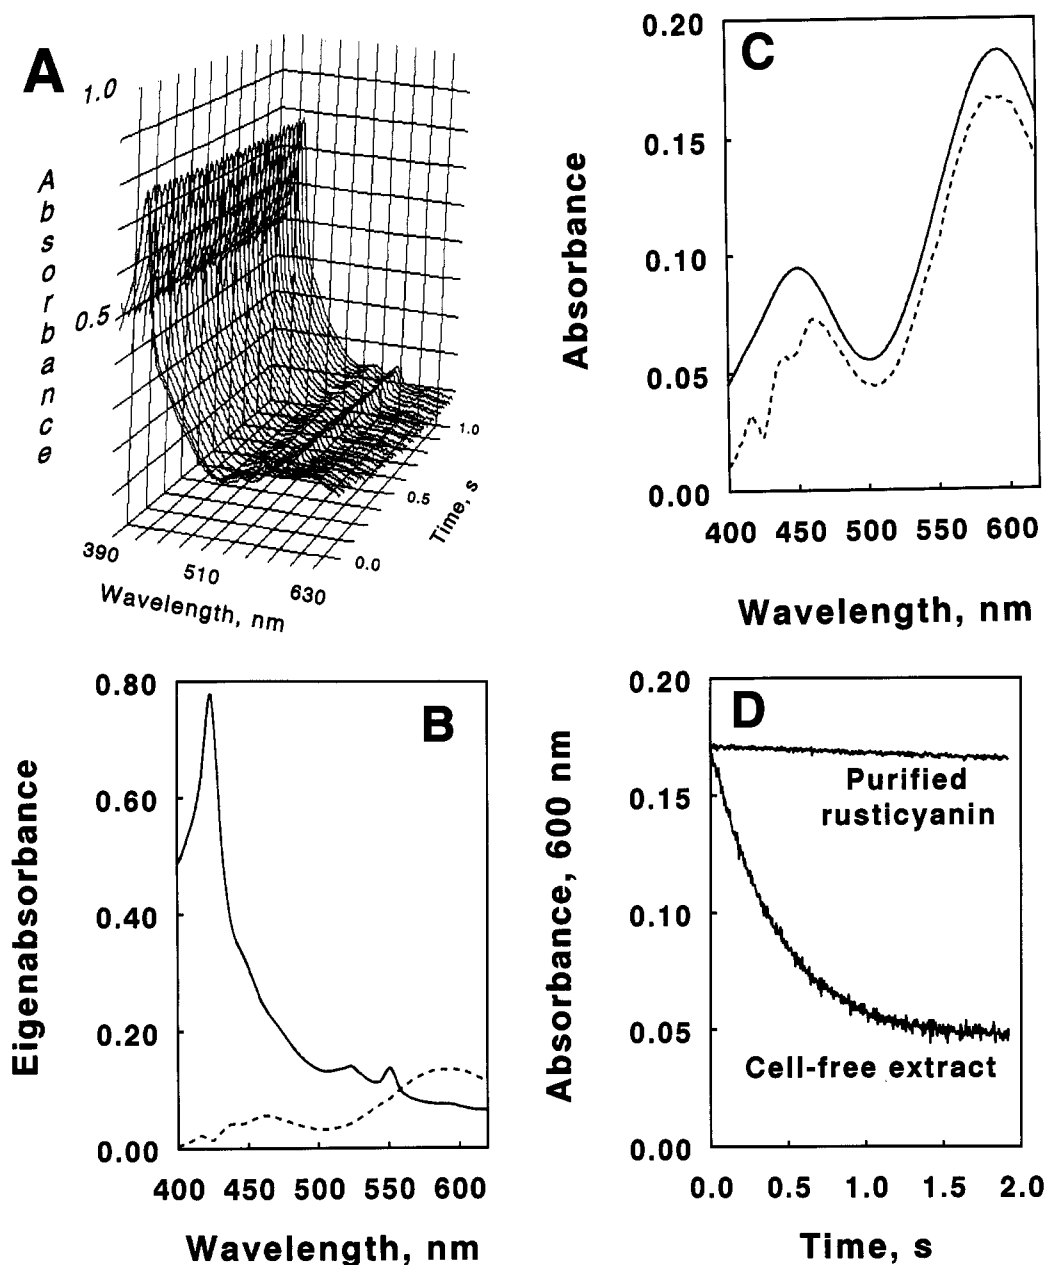 A
1.0
Absorbance
0.5
390
510
630
Wavelength, nm
0.0
0.5
1.0
Time, s
C
0.20
0.15
0.10
0.05
0.00
Absorbance
400 450 500 550 600
Wavelength, nm
B
0.80
0.60
0.40
0.20
0.00
Eigenabsorbance
400 450 500 550 600
Wavelength, nm
D
0.20
0.15
0.10
0.05
0.00
Absorbance, 600 nm
Purified
rusticyanin
Cell-free extract
0.0 0.5 1.0 1.5 2.0
Time, s